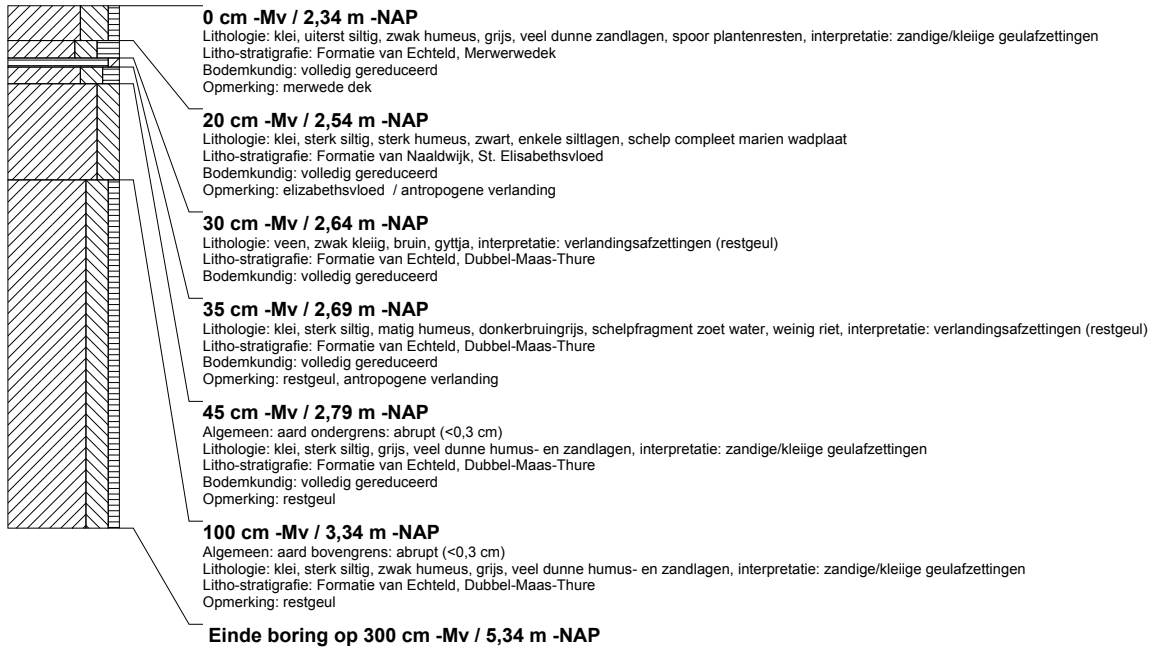 0 cm -Mv / 2,34 m -NAP
Lithologie: klei, uiterst siltig, zwak humeus, grijs, veel dunne zandlagen, spoor plantenresten, interpretatie: zandige/kleiige geulafzettingen
Litho-stratigrafie: Formatie van Echteld, Merwerwedek
Bodemkundig: volledig gereduceerd
Opmerking: merwede dek
20 cm -Mv / 2,54 m -NAP
Lithologie: klei, sterk siltig, sterk humeus, zwart, enkele siltlagen, schelp compleet marien wadplaat
Litho-stratigrafie: Formatie van Naaldwijk, St. Elisabethsvloed
Bodemkundig: volledig gereduceerd
Opmerking: elizabethsvloed / antropogene verlanding
30 cm -Mv / 2,64 m -NAP
Lithologie: veen, zwak kleiig, bruin, gyttja, interpretatie: verlandingsafzettingen (restgeul)
Litho-stratigrafie: Formatie van Echteld, Dubbel-Maas-Thure
Bodemkundig: volledig gereduceerd
35 cm -Mv / 2,69 m -NAP
Lithologie: klei, sterk siltig, matig humeus, donkerbruingrijs, schelpfragment zoet water, weinig riet, interpretatie: verlandingsafzettingen (restgeul)
Litho-stratigrafie: Formatie van Echteld, Dubbel-Maas-Thure
Bodemkundig: volledig gereduceerd
Opmerking: restgeul, antropogene verlanding
45 cm -Mv / 2,79 m -NAP
Algemeen: aard ondergrens: abrupt (<0,3 cm)
Lithologie: klei, sterk siltig, grijs, veel dunne humus- en zandlagen, interpretatie: zandige/kleiige geulafzettingen
Litho-stratigrafie: Formatie van Echteld, Dubbel-Maas-Thure
Bodemkundig: volledig gereduceerd
Opmerking: restgeul
100 cm -Mv / 3,34 m -NAP
Algemeen: aard bovengrens: abrupt (<0,3 cm)
Lithologie: klei, sterk siltig, zwak humeus, grijs, veel dunne humus- en zandlagen, interpretatie: zandige/kleiige geulafzettingen
Litho-stratigrafie: Formatie van Echteld, Dubbel-Maas-Thure
Opmerking: restgeul
Einde boring op 300 cm -Mv / 5,34 m -NAP